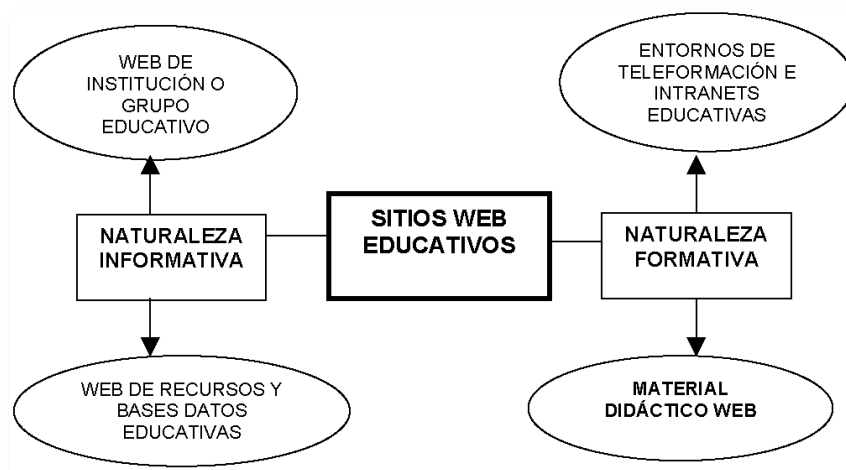 WEB DE
INSTITUCIÓN O
GRUPO
EDUCATIVO
ENTORNOS DE
TELEFORMACIÓN E
INTRANETS
EDUCATIVAS
NATURALEZA
INFORMATIVA
SITIOS WEB
EDUCATIVOS
NATURALEZA
FORMATIVA
WEB DE RECURSOS Y
BASES DATOS
EDUCATIVAS
MATERIAL
DIDÁCTICO WEB